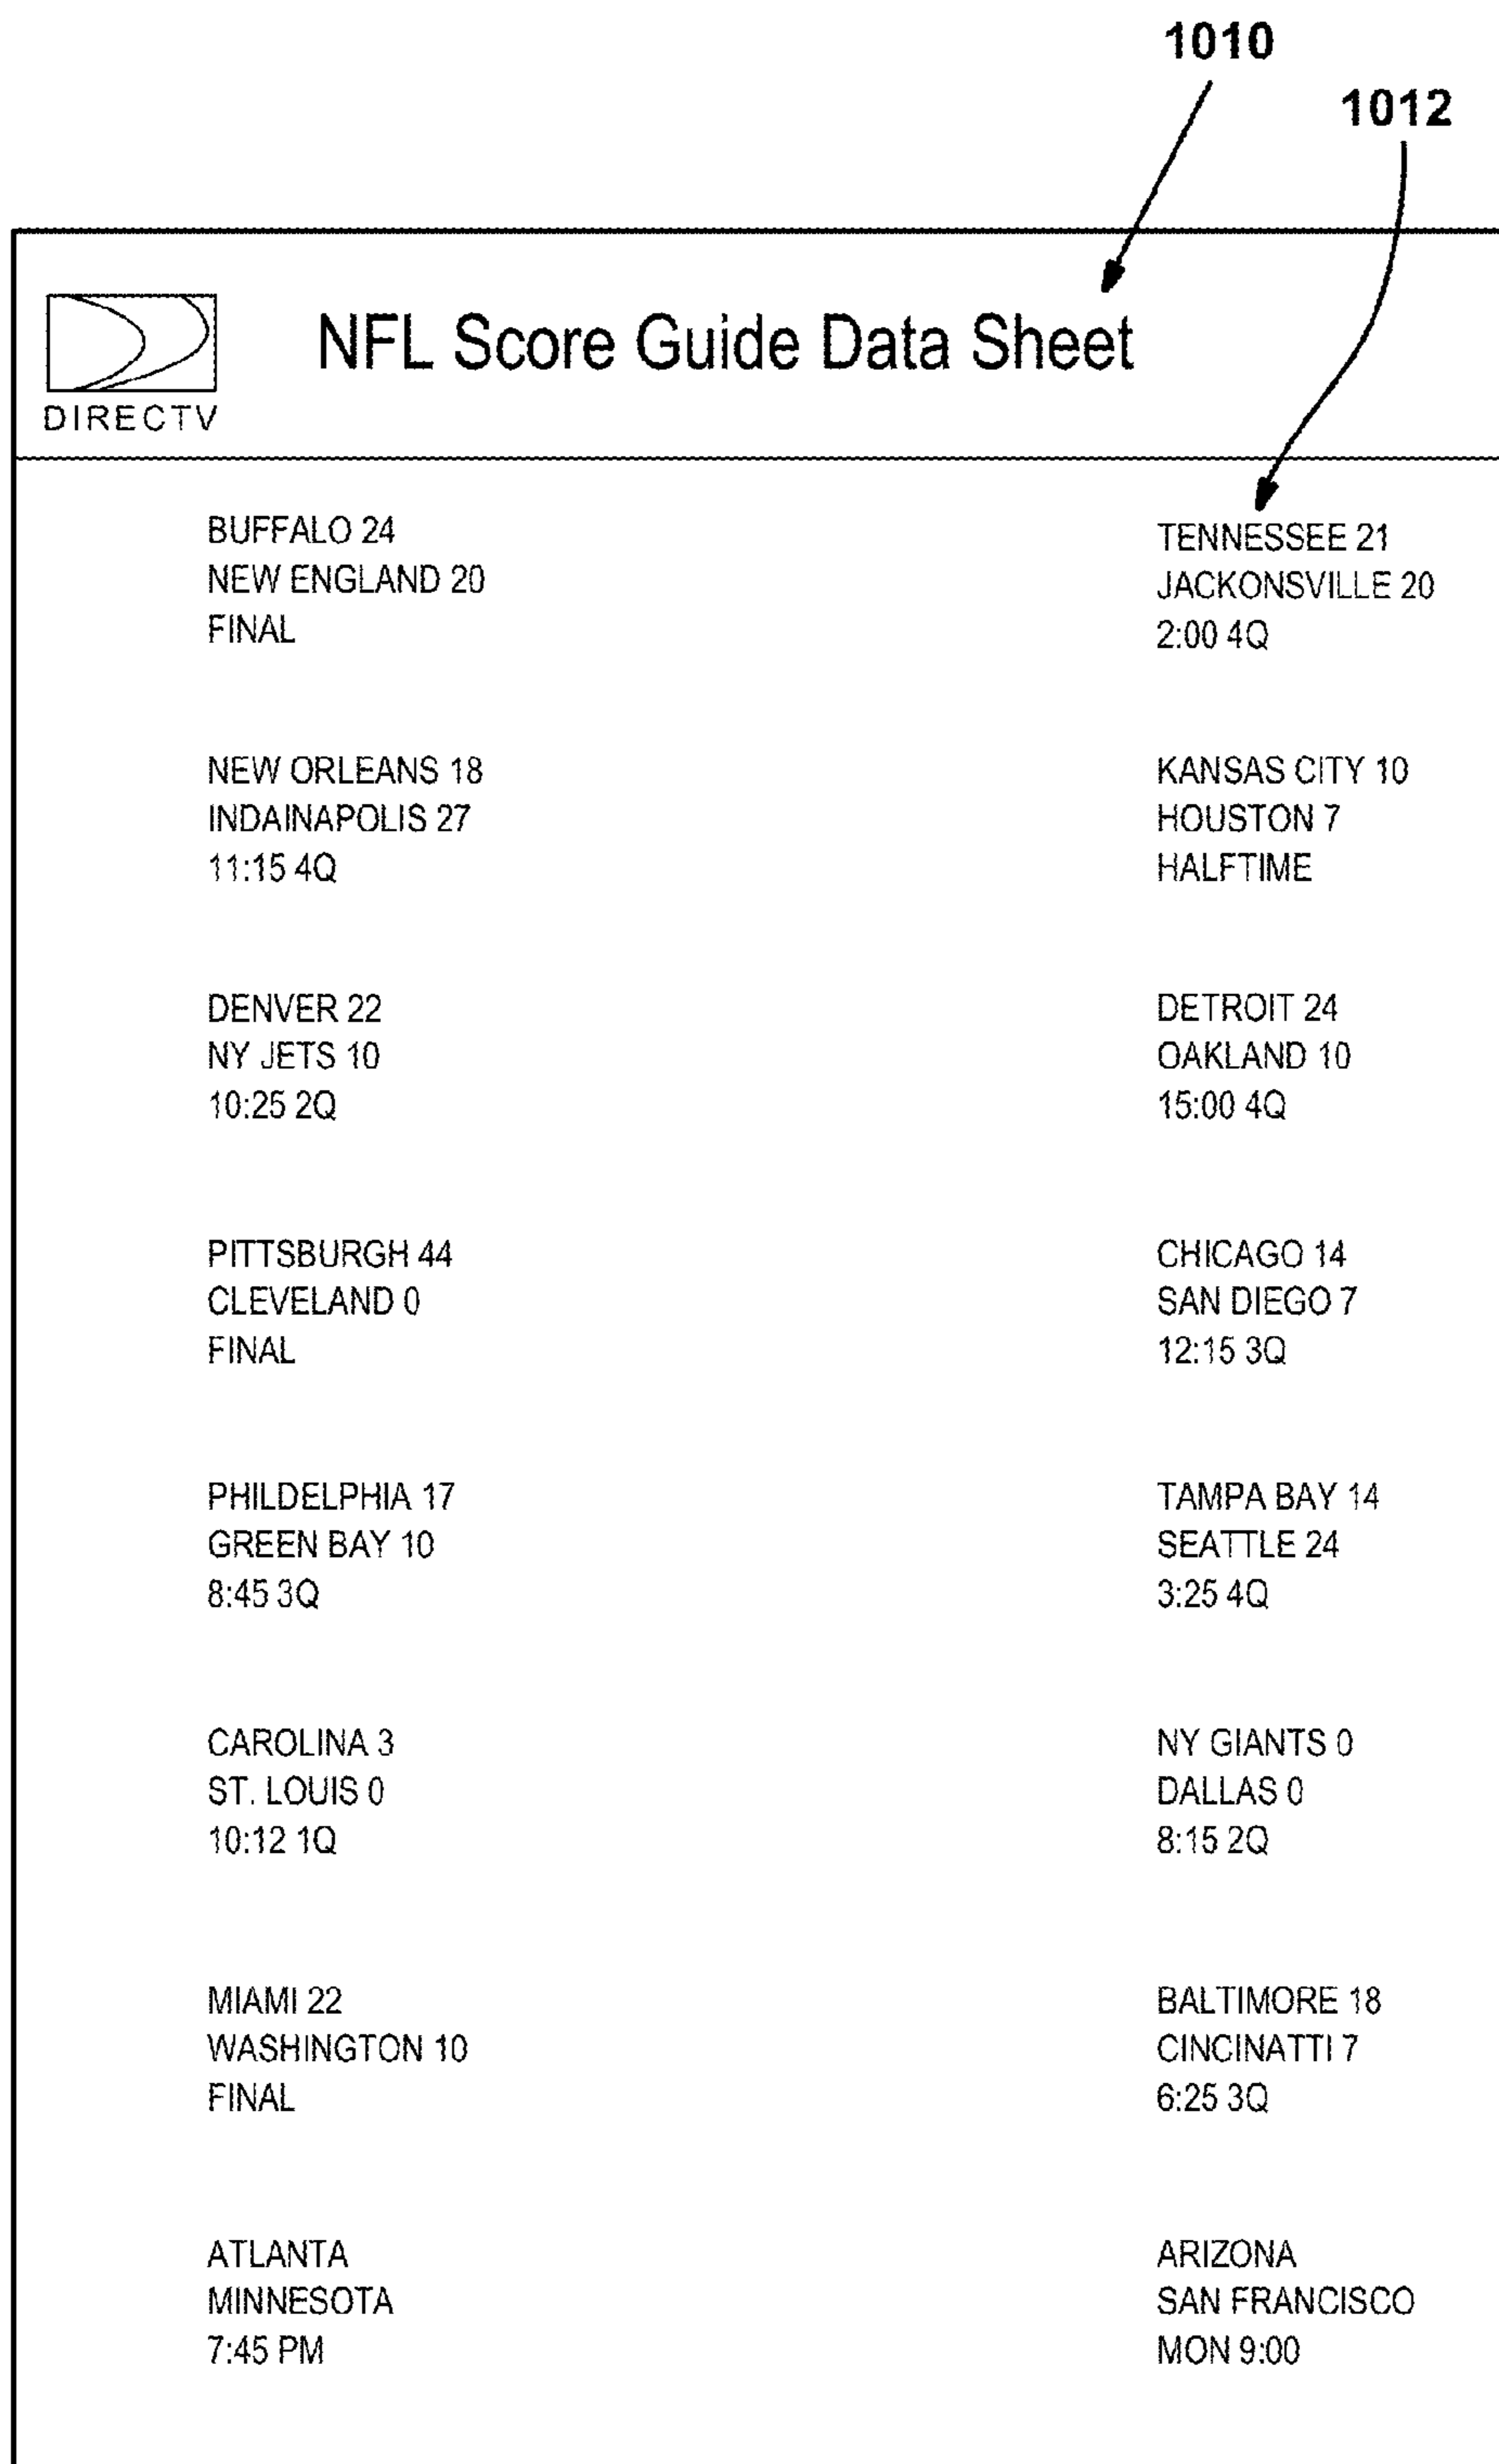 1010
1012
DIRECTV
NFL Score Guide Data Sheet
BUFFALO 24
NEW ENGLAND 20
FINAL
TENNESSEE 21
JACKONSVILLE 20
2:00 4Q
NEW ORLEANS 18
INDAINAPOLIS 27
11:15 4Q
KANSAS CITY 10
HOUSTON 7
HALFTIME
DENVER 22
NY JETS 10
10:25 2Q
DETROIT 24
OAKLAND 10
15:00 4Q
PITTSBURGH 44
CLEVELAND 0
FINAL
CHICAGO 14
SAN DIEGO 7
12:15 3Q
PHILDELPHIA 17
GREEN BAY 10
8:45 3Q
TAMPA BAY 14
SEATTLE 24
3:25 4Q
CAROLINA 3
ST. LOUIS 0
10:12 1Q
NY GIANTS 0
DALLAS 0
8:15 2Q
MIAMI 22
WASHINGTON 10
FINAL
BALTIMORE 18
CINCINATTI 7
6:25 3Q
ATLANTA
MINNESOTA
7:45 PM
ARIZONA
SAN FRANCISCO
MON 9:00